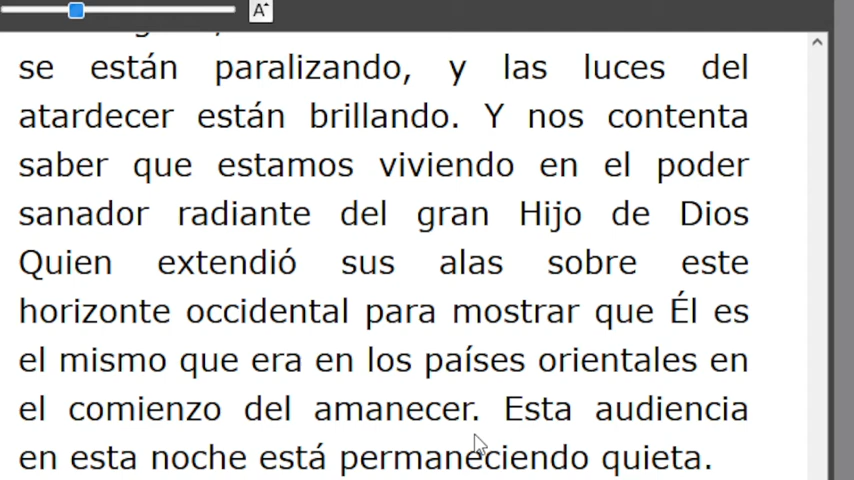 A
se están paralizando, y las luces del
atardecer están brillando. Y nos contenta
saber que estamos viviendo en el poder
sanador radiante del gran Hijo de Dios
Quien extendió sus alas sobre este
horizonte occidental para mostrar que Él es
el mismo que era en los países orientales en
el comienzo del amanecer. Esta audiencia
en esta noche está permaneciendo quieta.